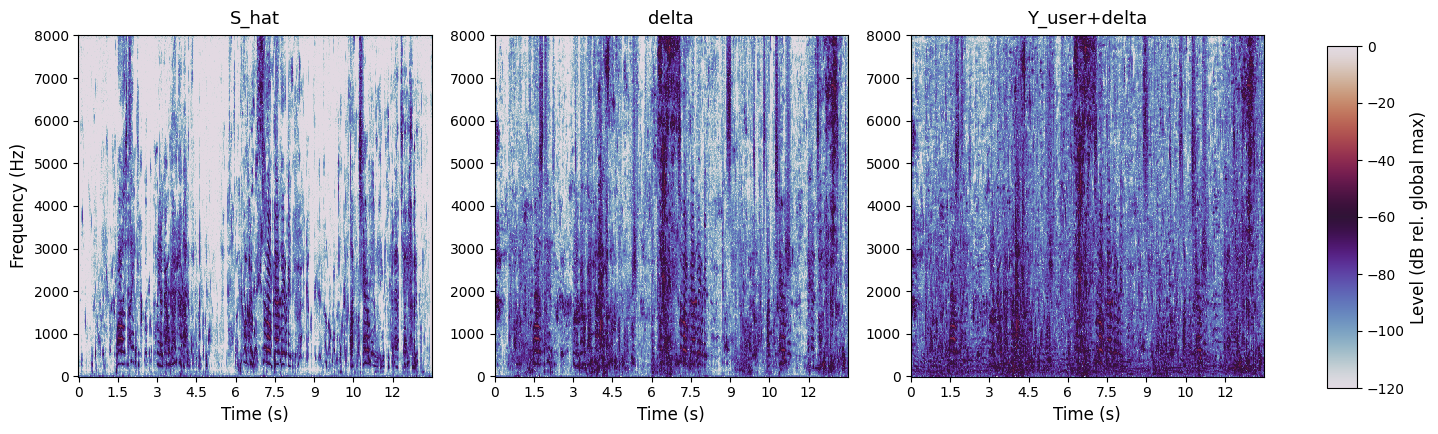 S_hat delta Y_user+delta
8000 8000 8000 0
7000 7000 7000
6000 6000 6000 −20
5000 5000 5000 −40
4000 4000 4000 −60
3000 3000 3000
2000 2000 2000 −80
1000 1000 1000 −100
0 0 0 −120
Frequency (Hz)
Level (dB rel. global max)
0 1.5 3 4.5 6 7.5 9 10 12 0 1.5 3 4.5 6 7.5 9 10 12 0 1.5 3 4.5 6 7.5 9 10 12
Time (s) Time (s) Time (s)